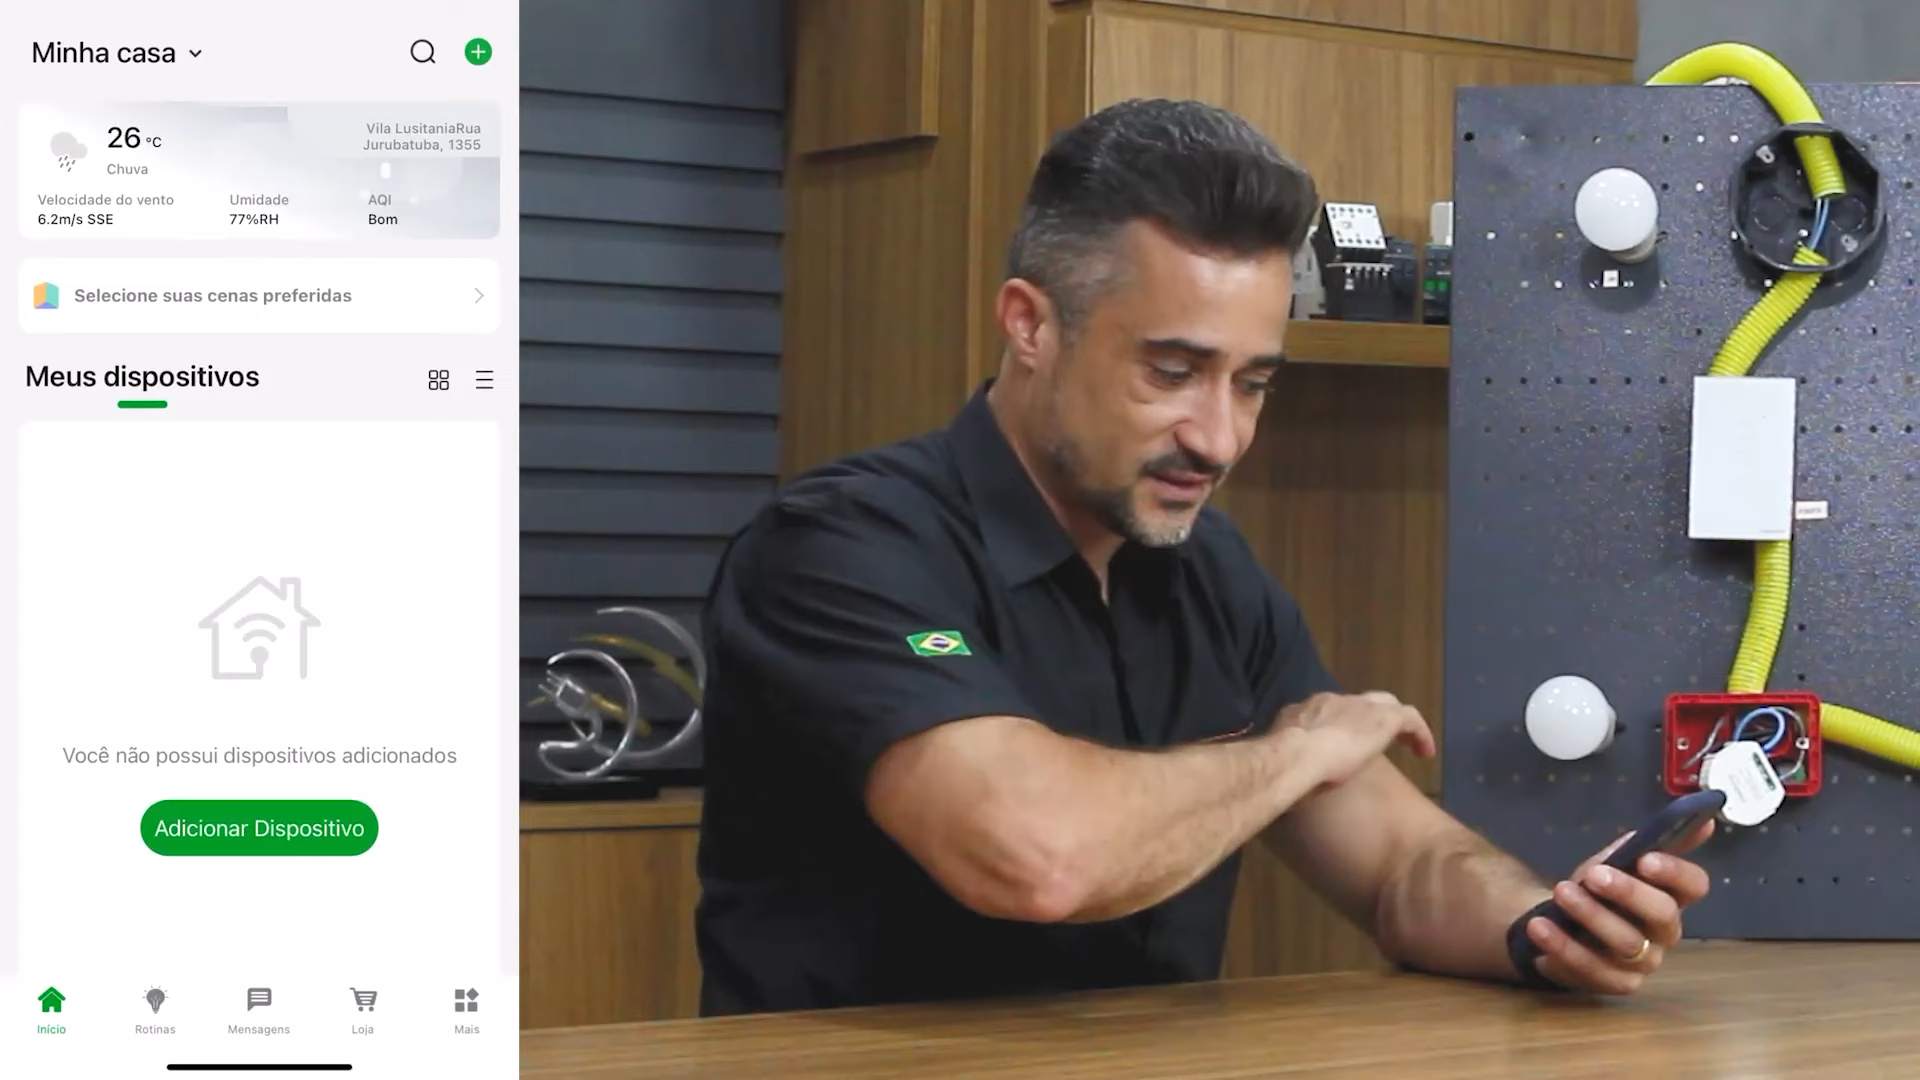 Minha casa
26 °C
Chuva
Vila LusitaniaRua
Jurubatuba, 1355
Velocidade do vento
6.2m/s SSE
Umidade
77%RH
AQI
Bom
Selecione suas cenas preferidas
Meus dispositivos
Você não possui dispositivos adicionados
Adicionar Dispositivo
Início
Rotinas
Mensagens
Loja
Mais